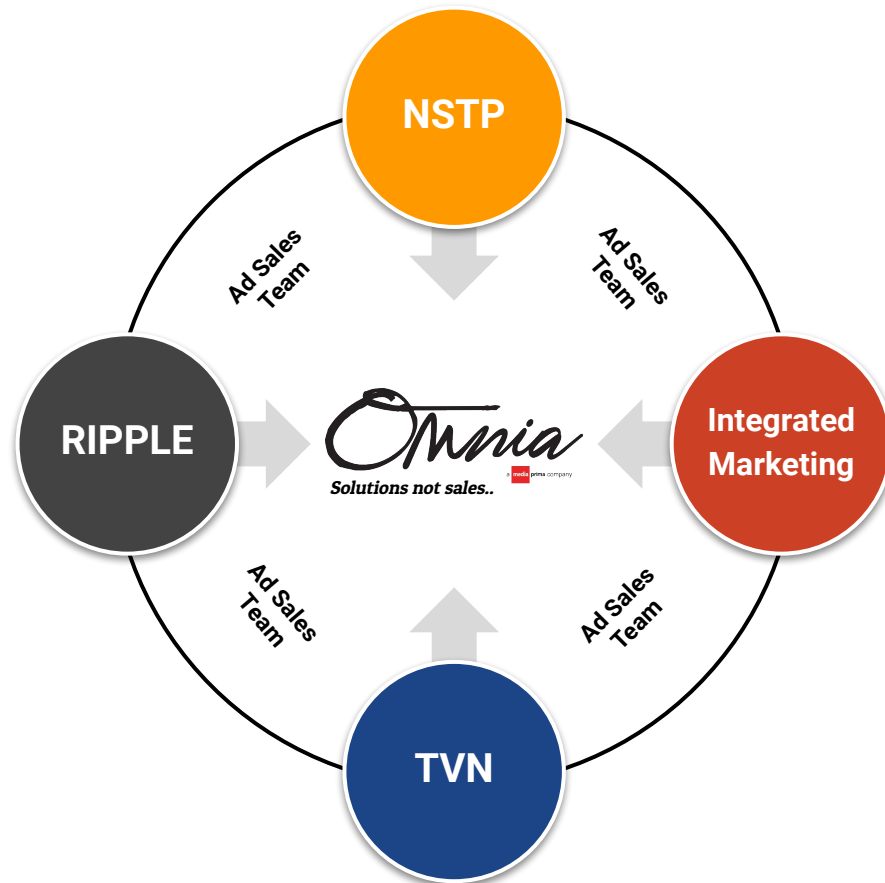 NSTP
Ad Sales
Team
Ad Sales
Team
RIPPLE
Omnia
a media prima company
Solutions not sales..
Integrated
Marketing
Ad Sales
Team
Ad Sales
Team
TVN